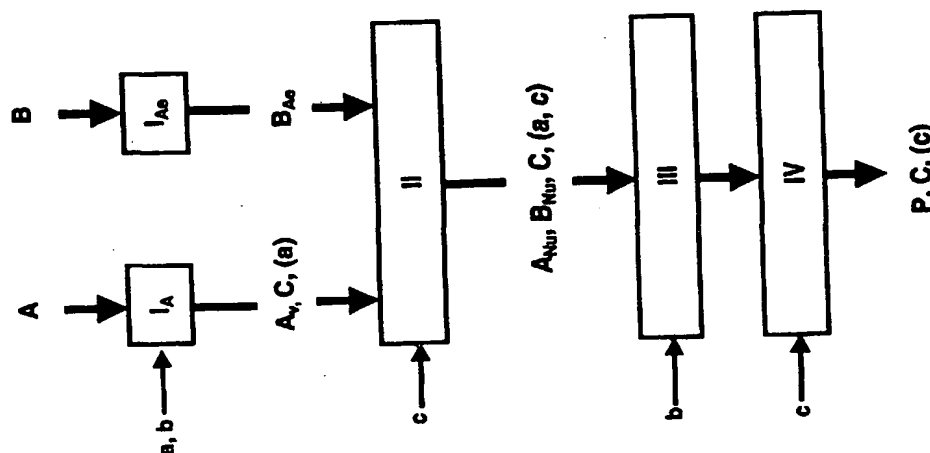 A
B
a, b
I_A
I_Ae
A_v, C, (a)
B_Ae
c
II
A_Nu, B_Nu, C, (a, c)
b
III
c
IV
P, C, (c)